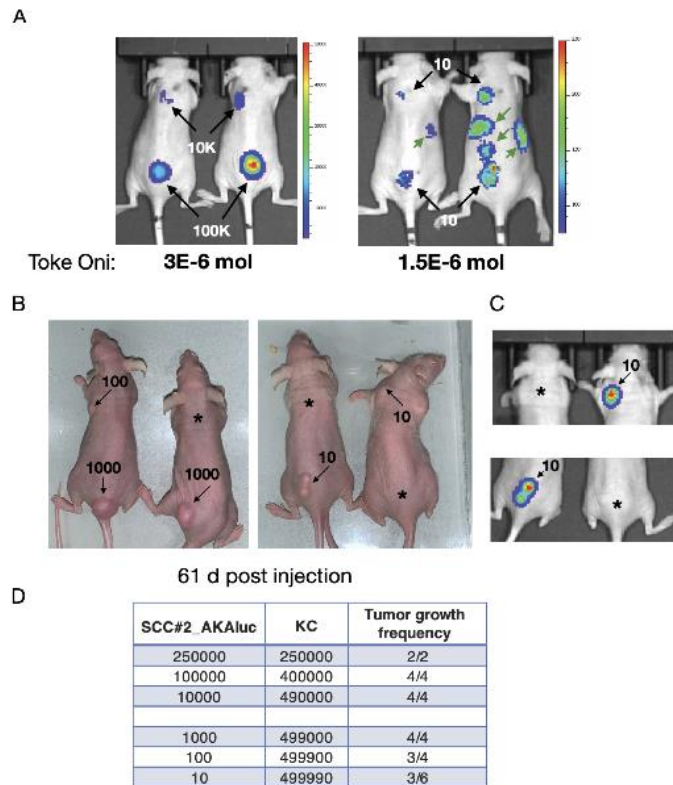 A
10K
100K
10
10
Toke Oni:
3E-6 mol
1.5E-6 mol
B
100
*
1000
1000
*
10
10
*
C
*
10
10
*
61 d post injection
D
SCC#2_AKAluc KC Tumor growth frequency
250000 250000 2/2
100000 400000 4/4
10000 490000 4/4
1000 499000 4/4
100 499900 3/4
10 499990 3/6